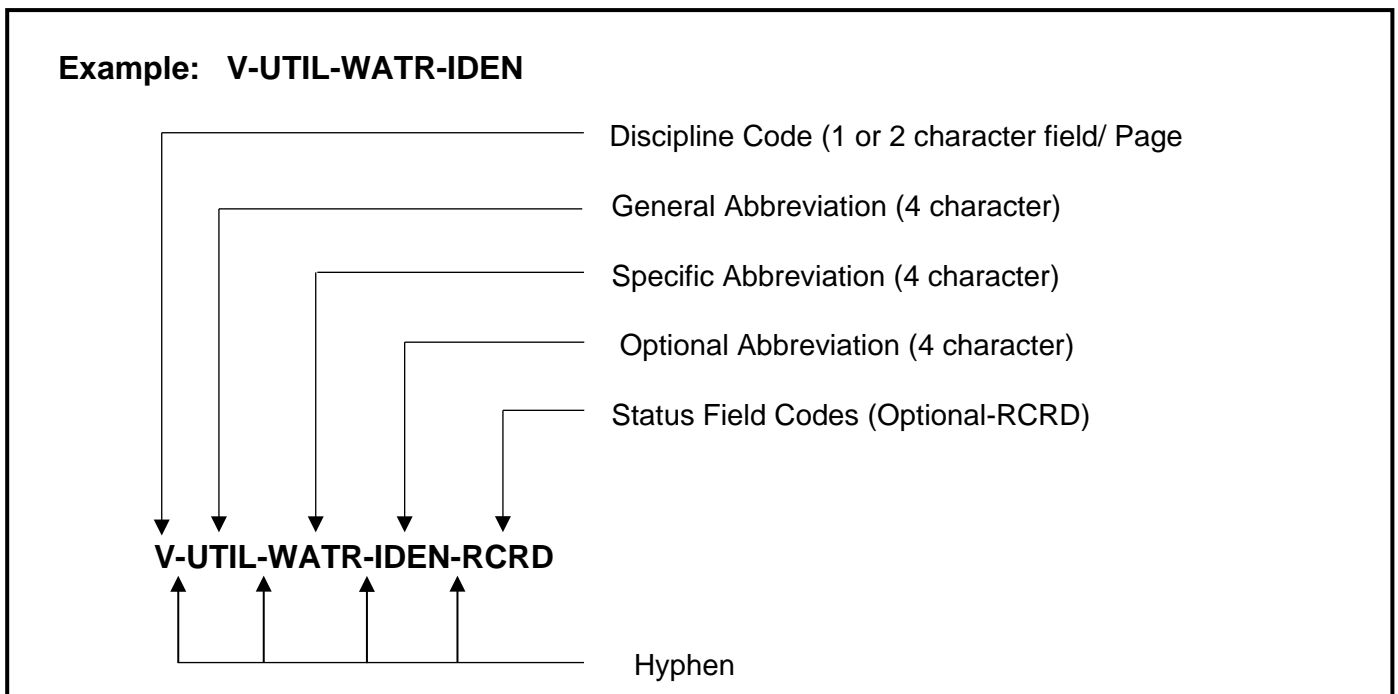 Example: V-UTIL-WATR-IDEN
Discipline Code (1 or 2 character field/ Page
General Abbreviation (4 character)
Specific Abbreviation (4 character)
Optional Abbreviation (4 character)
Status Field Codes (Optional-RCRD)
V-UTIL-WATR-IDEN-RCRD
Hyphen